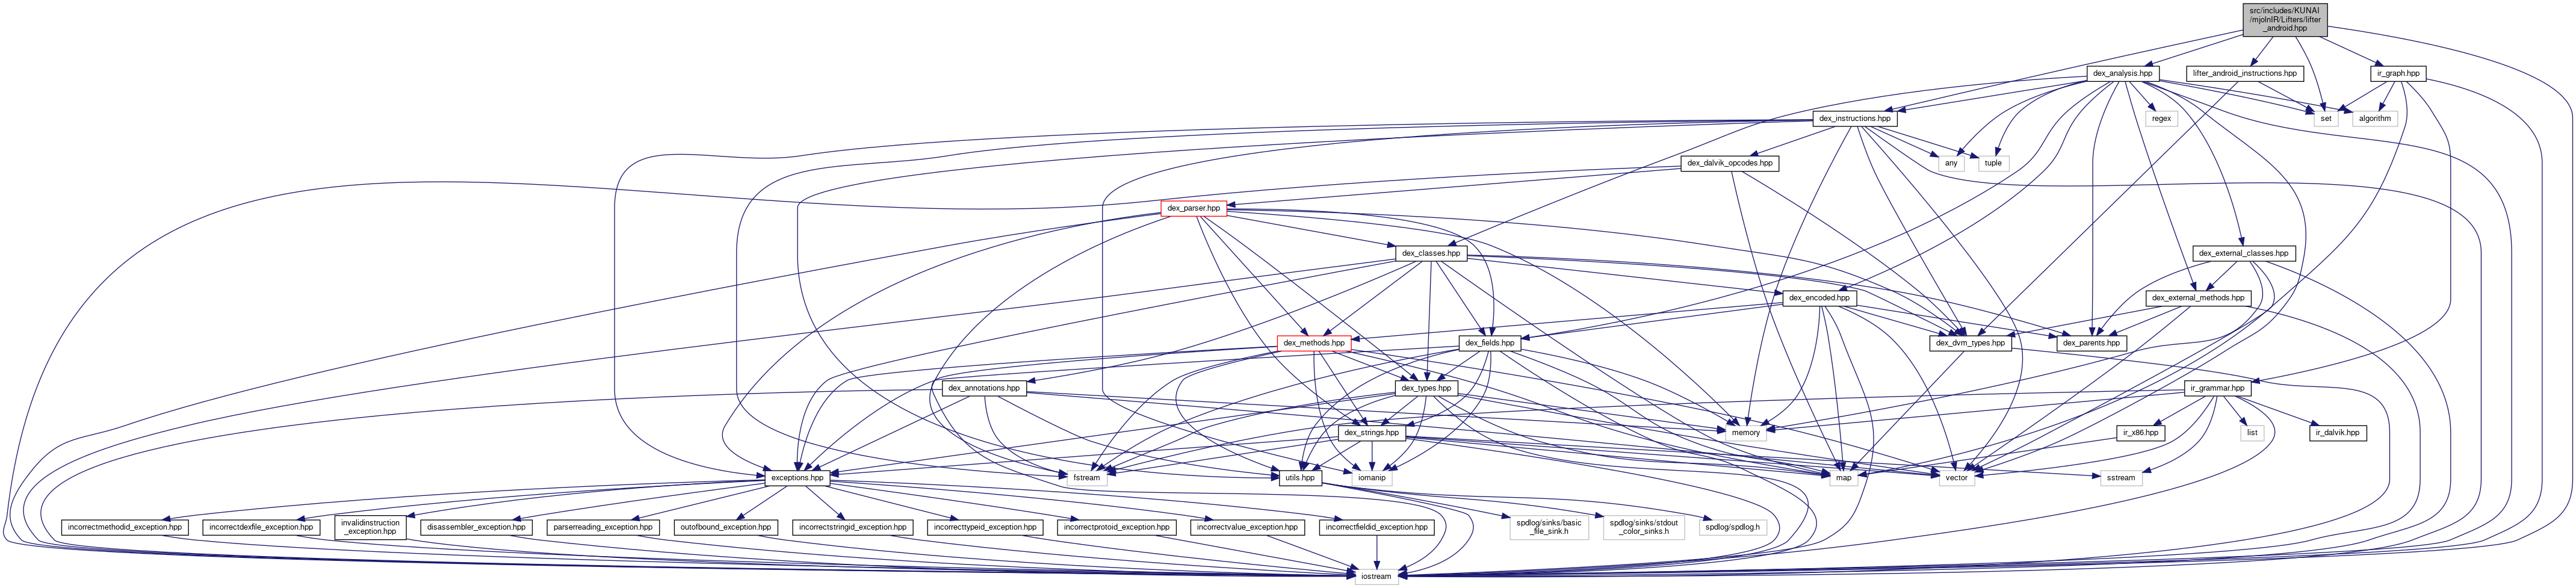 src/includes/KUNAI
/mjolnIR/Lifters/lifter
_android.hpp
dex_analysis.hpp
lifter_android_instructions.hpp
ir_graph.hpp
dex_instructions.hpp
regex
set
algorithm
dex_dalvik_opcodes.hpp
any
tuple
dex_parser.hpp
dex_classes.hpp
dex_external_classes.hpp
dex_encoded.hpp
dex_external_methods.hpp
dex_methods.hpp
dex_fields.hpp
dex_dvm_types.hpp
dex_parents.hpp
dex_annotations.hpp
dex_types.hpp
ir_grammar.hpp
dex_strings.hpp
memory
ir_x86.hpp
list
ir_dalvik.hpp
exceptions.hpp
fstream
utils.hpp
iomanip
map
vector
sstream
incorrectmethodid_exception.hpp
incorrectdexfile_exception.hpp
invalidinstruction
_exception.hpp
disassembler_exception.hpp
parserreading_exception.hpp
outofbound_exception.hpp
incorrectstringid_exception.hpp
incorrecttypeid_exception.hpp
incorrectprotoid_exception.hpp
incorrectvalue_exception.hpp
incorrectfieldid_exception.hpp
spdlog/sinks/basic
_file_sink.h
spdlog/sinks/stdout
_color_sinks.h
spdlog/spdlog.h
iostream